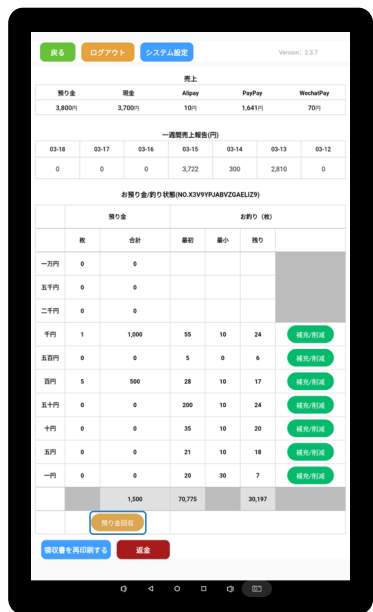 戻る ログアウト システム設定 Version: 2.3.7
売上
預り金 現金 Alipay PayPay WechatPay
3,800円 3,700円 10円 1,641円 70円
一週間売上報告(円)
03-18 03-17 03-16 03-15 03-14 03-13 03-12
0 0 0 3,722 300 2,810 0
お預り金/釣り状態(NO.X3V9YPJABVZGAELIZ9)
預り金 お釣り（枚）
枚 合計 最初 最小 残り
一万円 0 0
五千円 0 0
二千円 0 0
千円 1 1,000 55 10 24 補充/削減
五百円 0 0 5 0 6 補充/削減
百円 5 500 28 10 17 補充/削減
五十円 0 0 200 10 24 補充/削減
十円 0 0 35 10 20 補充/削減
五円 0 0 21 10 18 補充/削減
一円 0 0 20 30 7 補充/削減
1,500 70,775 30,197
預り金回収
領収書を再印刷する 返金